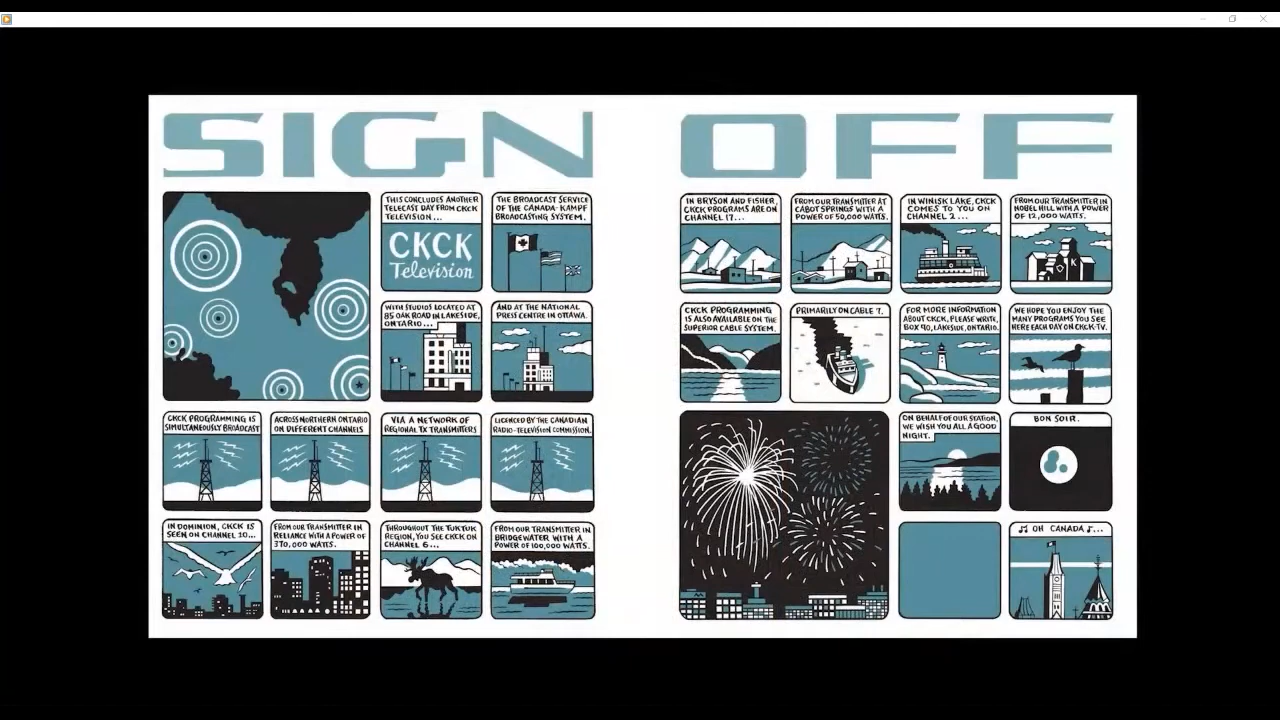 SIGN OFF
THIS CONCLUDES ANOTHER
TELECAST DAY FROM CKCK
TELEVISION...
CKCK
Television
THE BROADCAST SERVICE
OF THE CANADA-KAMPF
BROADCASTING SYSTEM.
WITH STUDIOS LOCATED AT
85 OAK ROAD IN LAKESIDE,
ONTARIO...
AND AT THE NATIONAL
PRESS CENTRE IN OTTAWA.
CKCK PROGRAMMING IS
SIMULTANEOUSLY BROADCAST
ACROSS NORTHERN ONTARIO
ON DIFFERENT CHANNELS
VIA A NETWORK OF
REGIONAL TX TRANSMITTERS
LICENCED BY THE CANADIAN
RADIO-TELEVISION COMMISSION.
IN DOMINION, CKCK IS
SEEN ON CHANNEL 10...
FROM OUR TRANSMITTER IN
RELIANCE WITH A POWER OF
370,000 WATTS.
THROUGHOUT THE TUKTUK
REGION, YOU SEE CKCK ON
CHANNEL 6...
FROM OUR TRANSMITTER IN
BRIDGEWATER WITH A
POWER OF 100,000 WATTS.
IN BRYSON AND FISHER,
CKCK PROGRAMS ARE ON
CHANNEL 17...
FROM OUR TRANSMITTER AT
CABOT SPRINGS WITH A
POWER OF 50,000 WATTS.
IN WINISK LAKE, CKCK
COMES TO YOU ON
CHANNEL 2...
FROM OUR TRANSMITTER IN
NOBEL HILL WITH A POWER
OF 12,000 WATTS.
K
CKCK PROGRAMMING
IS ALSO AVAILABLE ON THE
SUPERIOR CABLE SYSTEM.
PRIMARILY ON CABLE 7.
FOR MORE INFORMATION
ABOUT CKCK, PLEASE WRITE,
BOX 90, LAKESIDE, ONTARIO.
WE HOPE YOU ENJOY THE
MANY PROGRAMS YOU SEE
HERE EACH DAY ON CKCK-TV.
ON BEHALF OF OUR STATION,
WE WISH YOU ALL A GOOD
NIGHT.
BON SOIR.
♫ OH CANADA ♪...